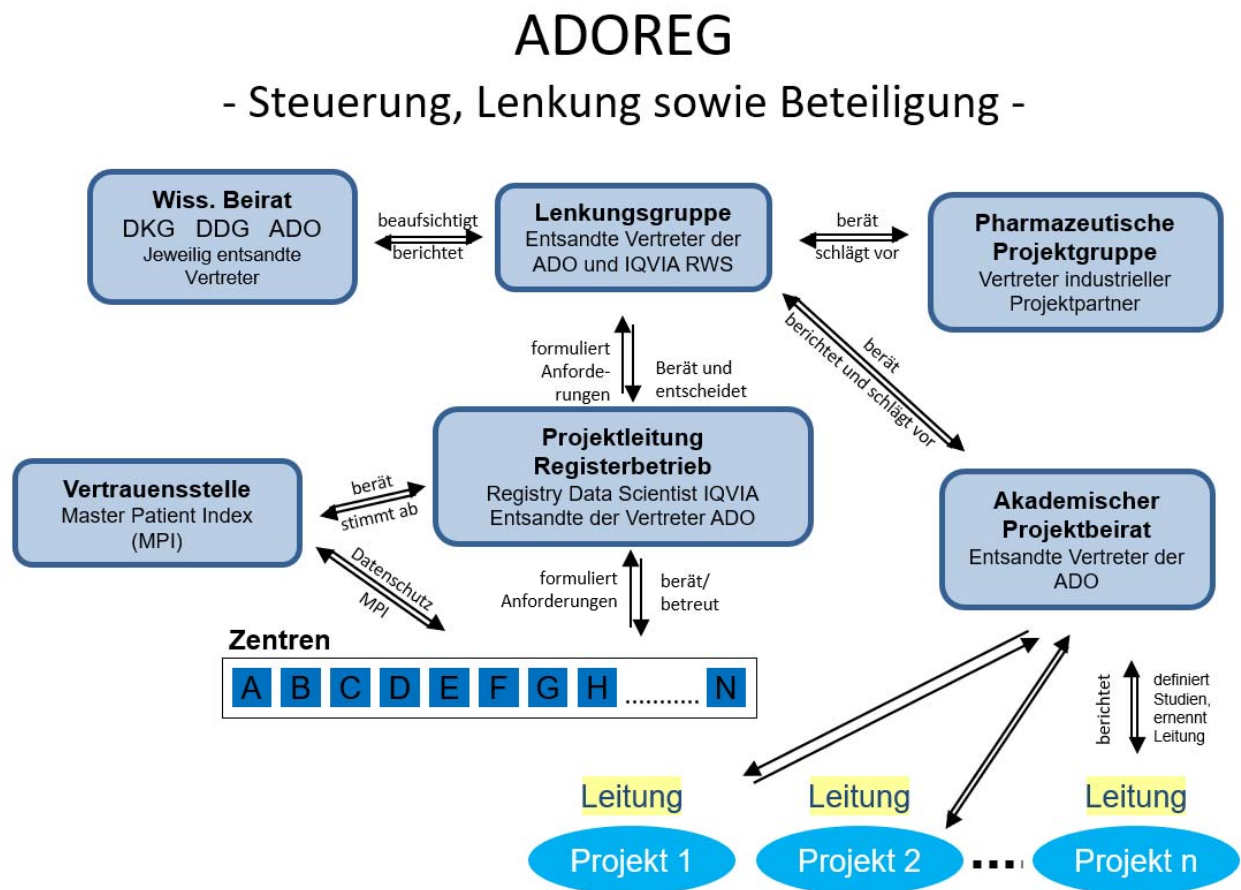 ADOREG
- Steuerung, Lenkung sowie Beteiligung -
Wiss. Beirat
DKG DDG ADO
Jeweilig entsandte
Vertreter
beaufsichtigt
berichtet
Lenkungsgruppe
Entsandte Vertreter der
ADO und IQVIA RWS
berät
schlägt vor
Pharmazeutische
Projektgruppe
Vertreter industrieller
Projektpartner
formuliert
Anforde-
rungen
Berät und
entscheidet
berät
berichtet und schlägt vor
Projektleitung
Registerbetrieb
Registry Data Scientist IQVIA
Entsandte der Vertreter ADO
Vertrauensstelle
Master Patient Index
(MPI)
berät
stimmt ab
Akademischer
Projektbeirat
Entsandte Vertreter der
ADO
Datenschutz
MPI
formuliert
Anforderungen
berät/
betreut
Zentren
A B C D E F G H ........... N
berichtet
definiert
Studien,
ernennt
Leitung
Leitung Leitung Leitung
Projekt 1 Projekt 2 .... Projekt n